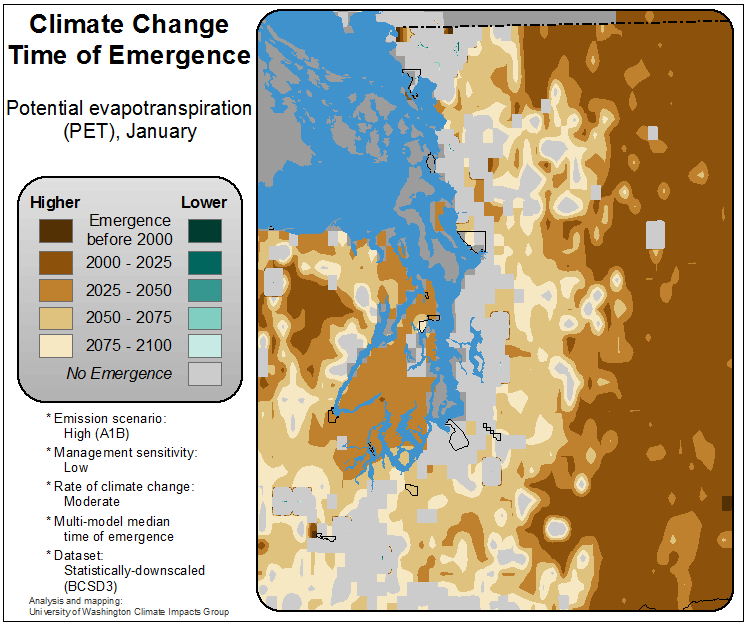 Climate Change
Time of Emergence
Potential evapotranspiration
(PET), January
Higher Lower
Emergence
before 2000
2000 - 2025
2025 - 2050
2050 - 2075
2075 - 2100
No Emergence
* Emission scenario:
High (A1B)
* Management sensitivity:
Low
* Rate of climate change:
Moderate
* Multi-model median
time of emergence
* Dataset:
Statistically-downscaled
(BCSD3)
Analysis and mapping:
University of Washington Climate Impacts Group